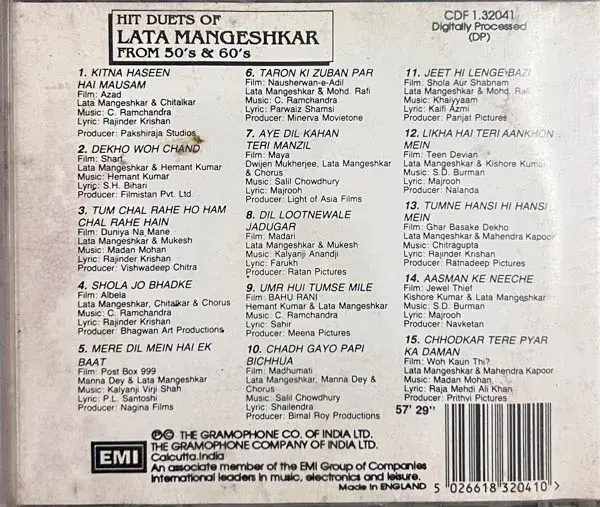 HIT DUETS OF
LATA MANGESHKAR
FROM 50's & 60's
CDF 1.32041
Digitally Processed
(DP)
1. KITNA HASEEN
HAI MAUSAM
Film: Azad
Lata Mangeshkar & Chitalkar
Music: C. Ramchandra
Lyric: Rajinder Krishan
Producer: Pakshiraja Studios
2. DEKHO WOH CHAND
Film: Shart
Lata Mangeshkar & Hemant Kumar
Music: Hemant Kumar
Lyric: S.H. Bihari
Producer: Filmistan Pvt. Ltd.
3. TUM CHAL RAHE HO HAM
CHAL RAHE HAIN
Film: Duniya Na Mane
Lata Mangeshkar & Mukesh
Music: Madan Mohan
Lyric: Rajinder Krishan
Producer: Vishwadeep Chitra
4. SHOLA JO BHADKE
Film: Albela
Lata Mangeshkar, Chitalkar & Chorus
Music: C. Ramchandra
Lyric: Rajinder Krishan
Producer: Bhagwan Art Productions
5. MERE DIL MEIN HAI EK
BAAT
Film: Post Box 999
Manna Dey & Lata Mangeshkar
Music: Kalyanji Virji Shah
Lyric: P.L. Santoshi
Producer: Nagina Films
6. TARON KI ZUBAN PAR
Film: Nausherwan-e-Adil
Lata Mangeshkar & Mohd. Rafi
Music: C. Ramchandra
Lyric: Parwaiz Shamsi
Producer: Minerva Movietone
7. AYE DIL KAHAN
TERI MANZIL
Film: Maya
Dwijen Mukherjee, Lata Mangeshkar
& Chorus
Music: Salil Chowdhury
Lyric: Majrooh
Producer: Light of Asia Films
8. DIL LOOTNEWALE
JADUGAR
Film: Madari
Lata Mangeshkar & Mukesh
Music: Kalyanji Anandji
Lyric: Farukh
Producer: Ratan Pictures
9. UMR HUI TUMSE MILE
Film: BAHU RANI
Hemant Kumar & Lata Mangeshkar
Music: C. Ramchandra
Lyric: Sahir
Producer: Meena Pictures
10. CHADH GAYO PAPI
BICHHUA
Film: Madhumati
Lata Mangeshkar, Manna Dey &
Chorus
Music: Salil Chowdhury
Lyric: Shailendra
Producer: Bimal Roy Productions
11. JEET HI LENGE BAZI
Film: Shola Aur Shabnam
Lata Mangeshkar & Mohd. Rafi
Music: Khaiyyaam
Lyric: Kaifi Azmi
Producer: Parijat Pictures
12. LIKHA HAI TERI AANKHON
MEIN
Film: Teen Devian
Lata Mangeshkar & Kishore Kumar
Music: S.D. Burman
Lyric: Majrooh
Producer: Nalanda
13. TUMNE HANSI HI HANSI
MEIN
Film: Ghar Basake Dekho
Lata Mangeshkar & Mahendra Kapoor
Music: Chitragupta
Lyric: Rajinder Krishan
Producer: Ratnadeep Pictures
14. AASMAN KE NEECHE
Film: Jewel Thief
Kishore Kumar & Lata Mangeshkar
Music: S.D. Burman
Lyric: Majrooh
Producer: Navketan
15. CHHODKAR TERE PYAR
KA DAMAN
Film: Woh Kaun Thi?
Lata Mangeshkar & Mahendra Kapoor
Music: Madan Mohan
Lyric: Raja Mehdi Ali Khan
Producer: Prithvi Pictures
57' 29"
EMI
℗© THE GRAMOPHONE CO. OF INDIA LTD.
THE GRAMOPHONE COMPANY OF INDIA LTD.
Calcutta.India
An associate member of the EMI Group of Companies
International leaders in music, electronics and leisure.
Made in ENGLAND
5 026618 320410 >